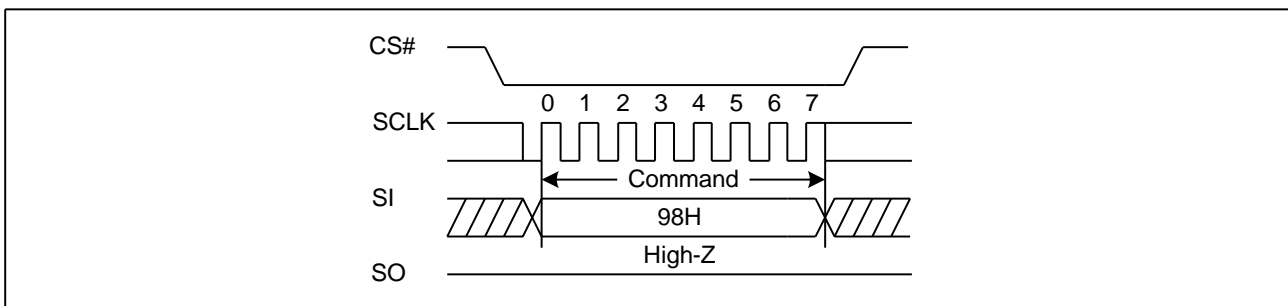 CS#
0 1 2 3 4 5 6 7
SCLK
Command
SI
98H
High-Z
SO